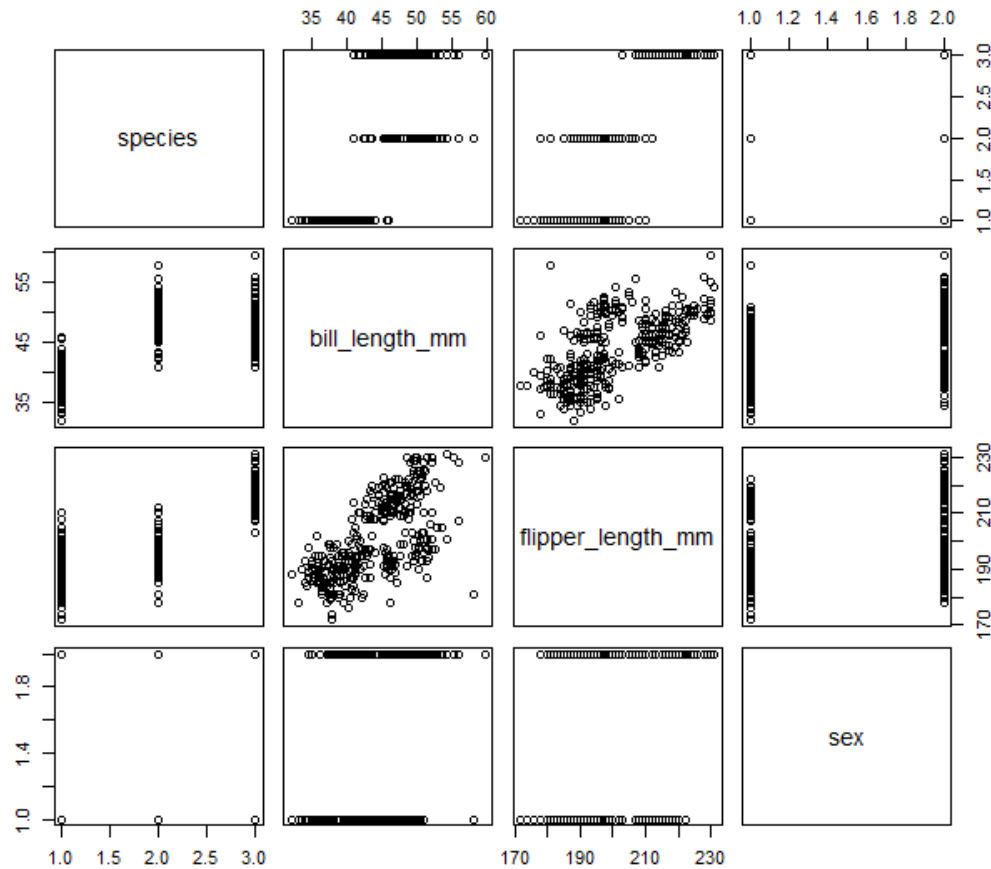 35 40 45 50 55 60
1.0 1.2 1.4 1.6 1.8 2.0
species
1.0 1.5 2.0 2.5 3.0
35 45 55
bill_length_mm
flipper_length_mm
170 190 210 230
1.0 1.4 1.8
sex
1.0 1.5 2.0 2.5 3.0
170 190 210 230